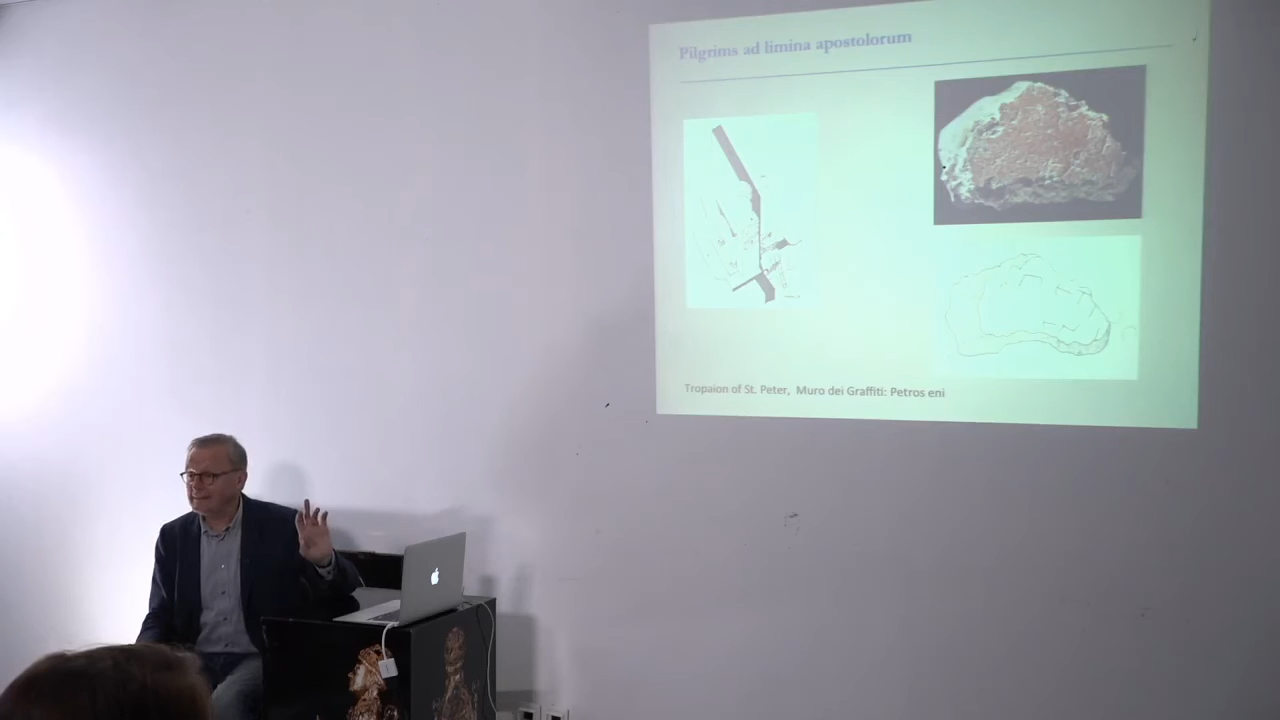 Pilgrims ad limina apostolorum
Tropaion of St. Peter, Muro dei Graffiti: Petros eni